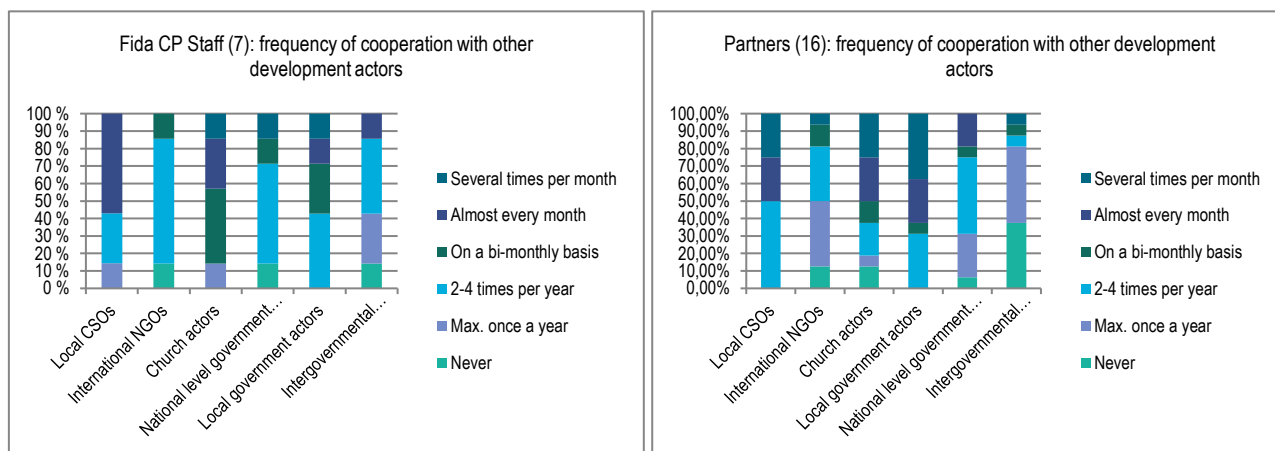 Fida CP Staff (7): frequency of cooperation with other
development actors
100 %
90 %
80 %
70 %
60 %
50 %
40 %
30 %
20 %
10 %
0 %
Local CSOs
International NGOs
Church actors
National level government...
Local government actors
Intergovernmental...
Several times per month
Almost every month
On a bi-monthly basis
2-4 times per year
Max. once a year
Never
Partners (16): frequency of cooperation with other development
actors
100,00%
90,00%
80,00%
70,00%
60,00%
50,00%
40,00%
30,00%
20,00%
10,00%
0,00%
Local CSOs
International NGOs
Church actors
Local government actors
National level government...
Intergovernmental...
Several times per month
Almost every month
On a bi-monthly basis
2-4 times per year
Max. once a year
Never